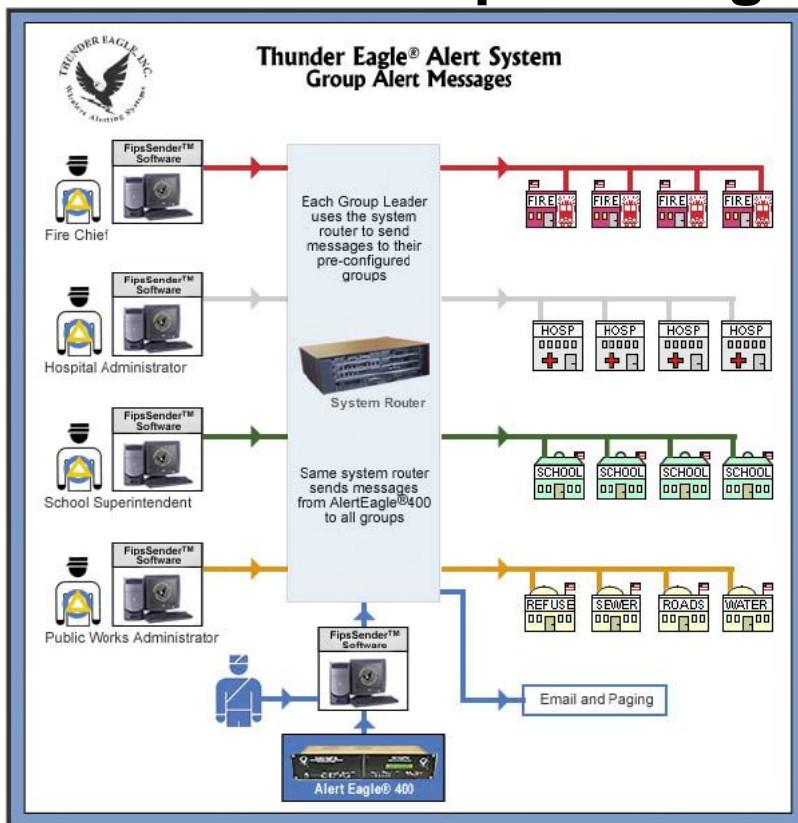 THUNDER EAGLE, INC.
Wireless Alerting Systems
Thunder Eagle® Alert System
Group Alert Messages
FipsSender™
Software
Fire Chief
Each Group Leader
uses the system
router to send
messages to their
pre-configured
groups
FIRE FIRE FIRE FIRE
FipsSender™
Software
Hospital Administrator
HOSP HOSP HOSP HOSP
System Router
FipsSender™
Software
School Superintendent
Same system router
sends messages
from AlertEagle®400
to all groups
SCHOOL SCHOOL SCHOOL SCHOOL
FipsSender™
Software
Public Works Administrator
REFUSE SEWER ROADS WATER
FipsSender™
Software
Email and Paging
Alert Eagle® 400